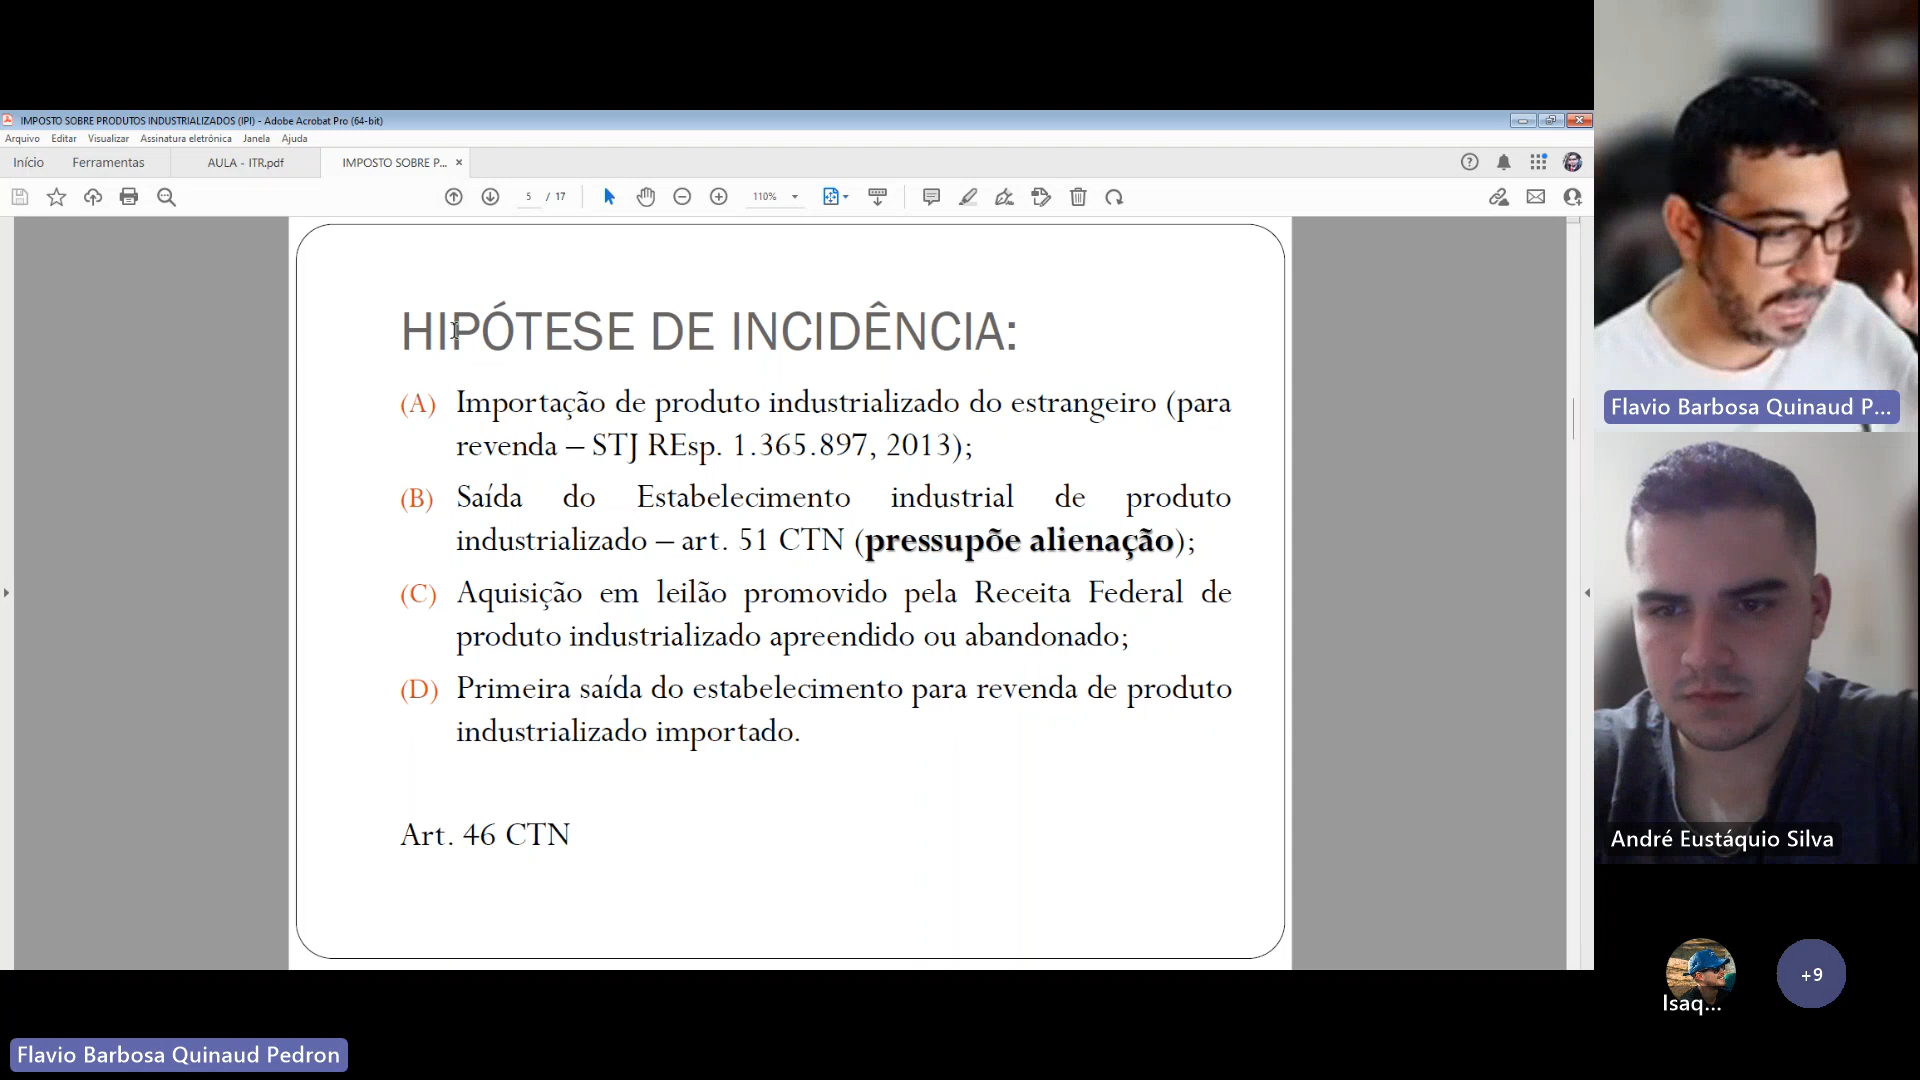 IMPOSTO SOBRE PRODUTOS INDUSTRIALIZADOS (IPI) - Adobe Acrobat Pro (64-bit)
Arquivo Editar Visualizar Assinatura eletrônica Janela Ajuda
Início Ferramentas AULA - ITR.pdf IMPOSTO SOBRE P... ×
5 / 17 110%
HIPÓTESE DE INCIDÊNCIA:
(A) Importação de produto industrializado do estrangeiro (para
revenda – STJ REsp. 1.365.897, 2013);
(B) Saída do Estabelecimento industrial de produto
industrializado – art. 51 CTN (pressupõe alienação);
(C) Aquisição em leilão promovido pela Receita Federal de
produto industrializado apreendido ou abandonado;
(D) Primeira saída do estabelecimento para revenda de produto
industrializado importado.
Art. 46 CTN
Flavio Barbosa Quinaud P...
André Eustáquio Silva
Isaq...
+9
Flavio Barbosa Quinaud Pedron